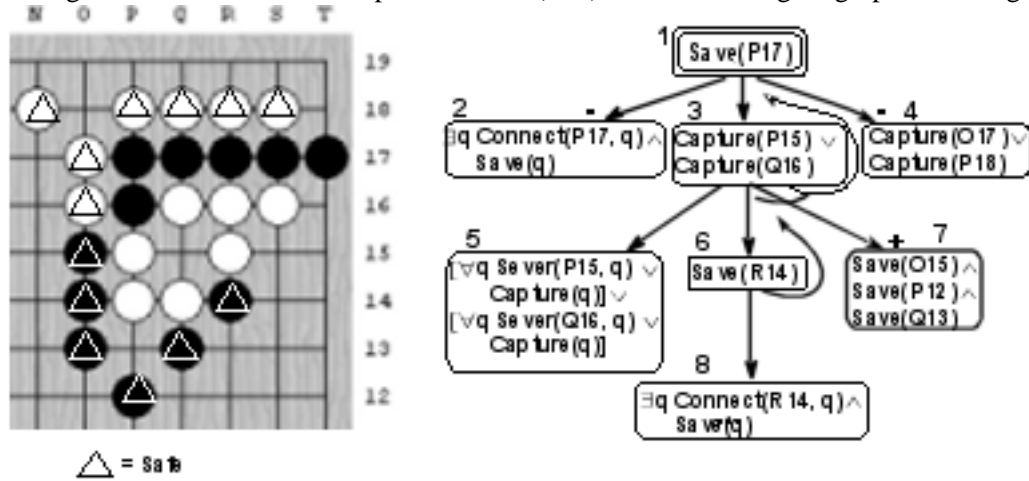 N O P Q R S T
19
18
17
16
15
14
13
12
= Safe
1
Save(P17)
-
-
2
∃q Connect(P17, q) ∧
Save(q)
3
Capture(P15) ∨
Capture(Q16)
4
Capture(O17) ∨
Capture(P18)
5
[∀q Sever(P15, q) ∨
Capture(q)] ∨
[∀q Sever(Q16, q) ∨
Capture(q)]
6
Save(R14)
+
7
Save(O15) ∧
Save(P12) ∧
Save(Q13)
8
∃q Connect(R14, q) ∧
Save(q)